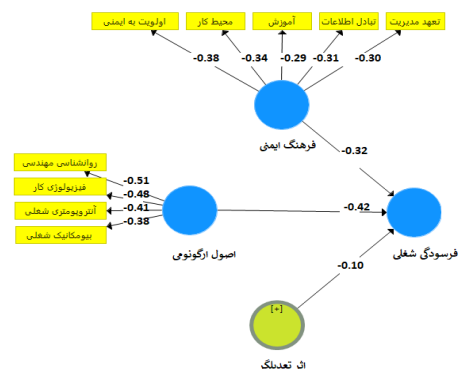 تعهد مدیریت
تبادل اطلاعات
آموزش
محیط کار
اولویت به ایمنی
-0.38
-0.34
-0.29
-0.31
-0.30
فرهنگ ایمنی
-0.32
روانشناسی مهندسی
-0.51
فیزیولوژی کار
-0.48
آنتروپومتری شغلی
-0.41
بیومکانیک شغلی
-0.38
اصول ارگونومی
-0.42
فرسودگی شغلی
-0.10
[+]
اثر تعدیلگر